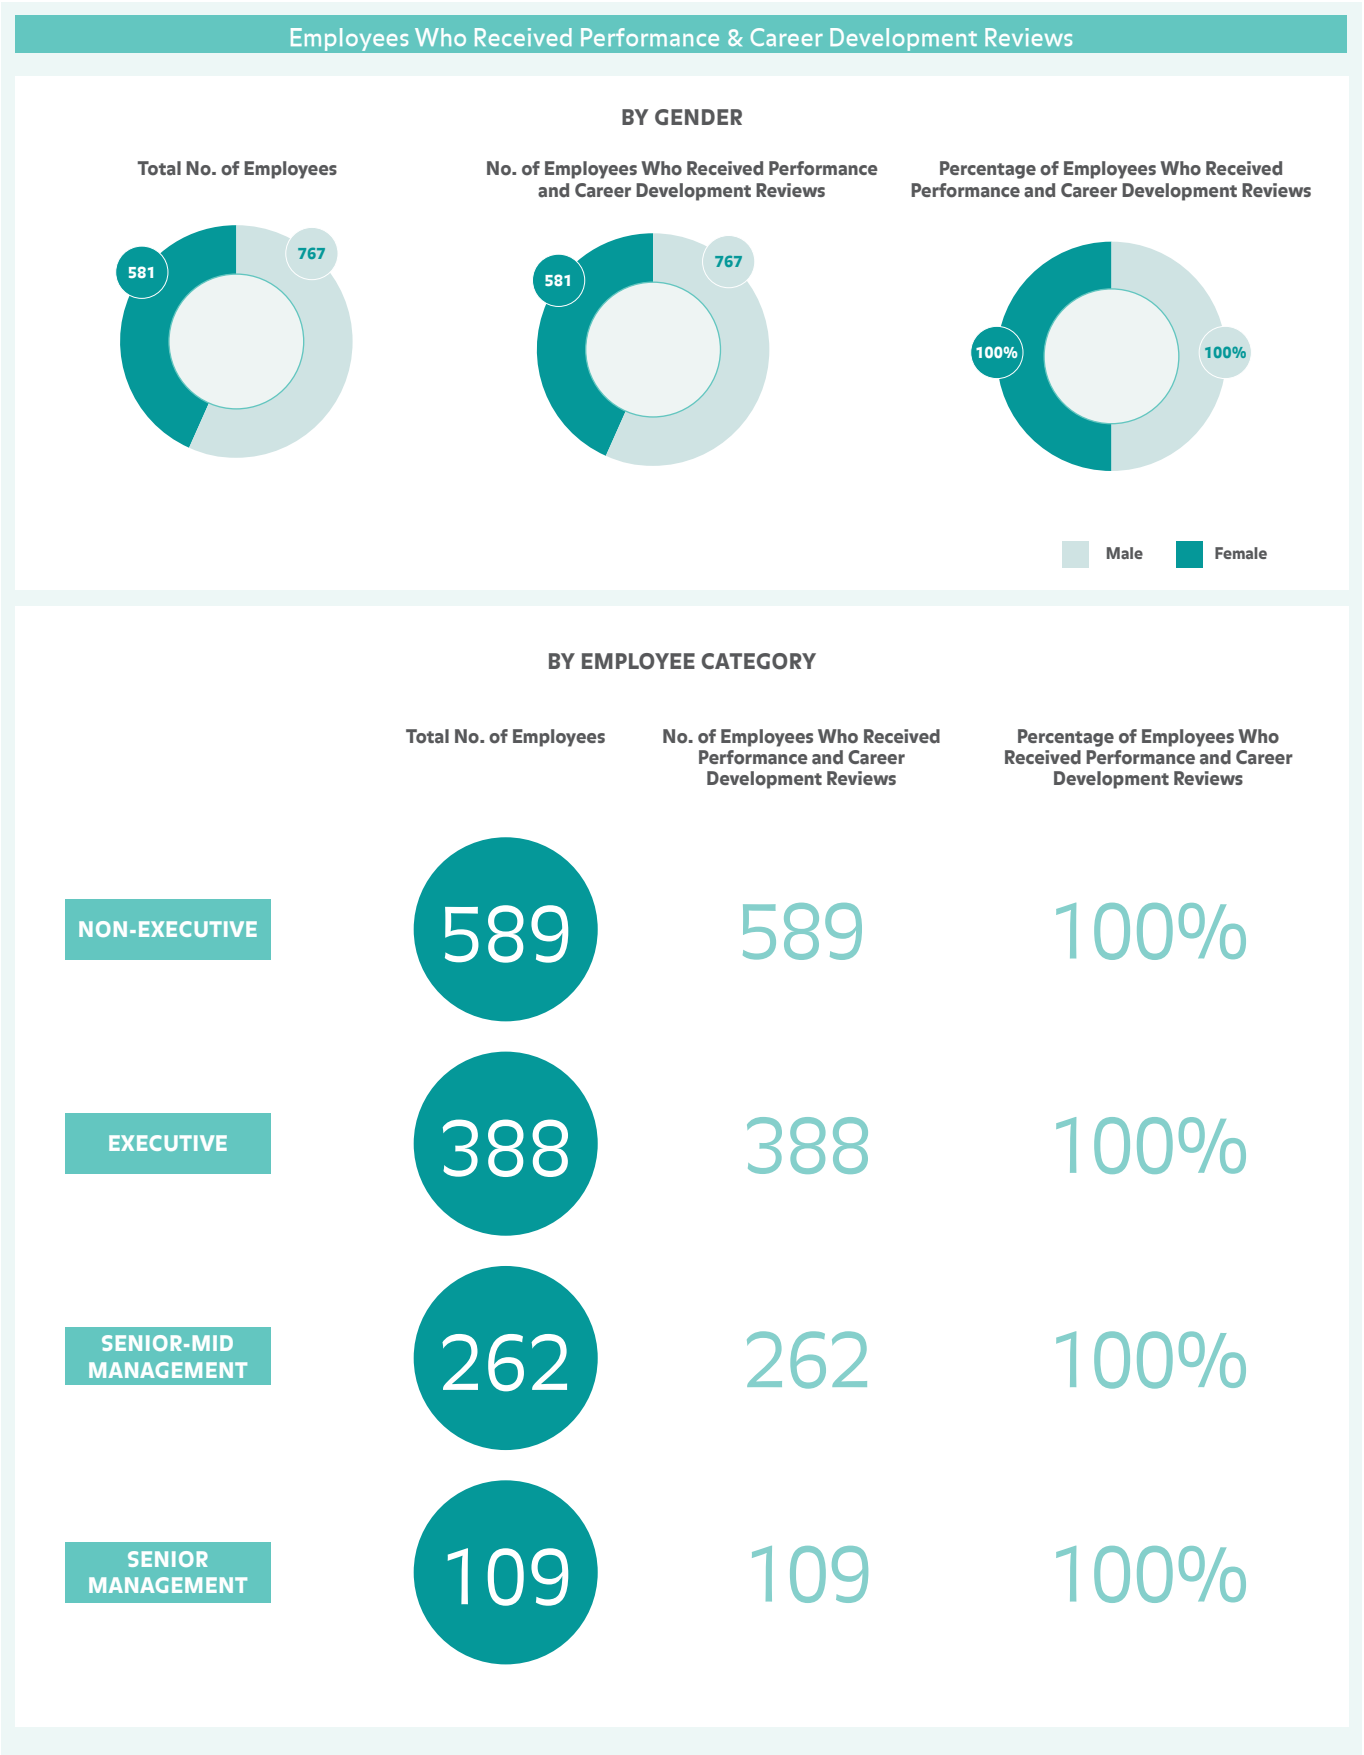 Employees Who Received Performance & Career Development Reviews
BY GENDER
Total No. of Employees
581
767
No. of Employees Who Received Performance
and Career Development Reviews
581
767
Percentage of Employees Who Received
Performance and Career Development Reviews
100%
100%
Male
Female
BY EMPLOYEE CATEGORY
Total No. of Employees
No. of Employees Who Received
Performance and Career
Development Reviews
Percentage of Employees Who
Received Performance and Career
Development Reviews
NON-EXECUTIVE
589
589
100%
EXECUTIVE
388
388
100%
SENIOR-MID
MANAGEMENT
262
262
100%
SENIOR
MANAGEMENT
109
109
100%